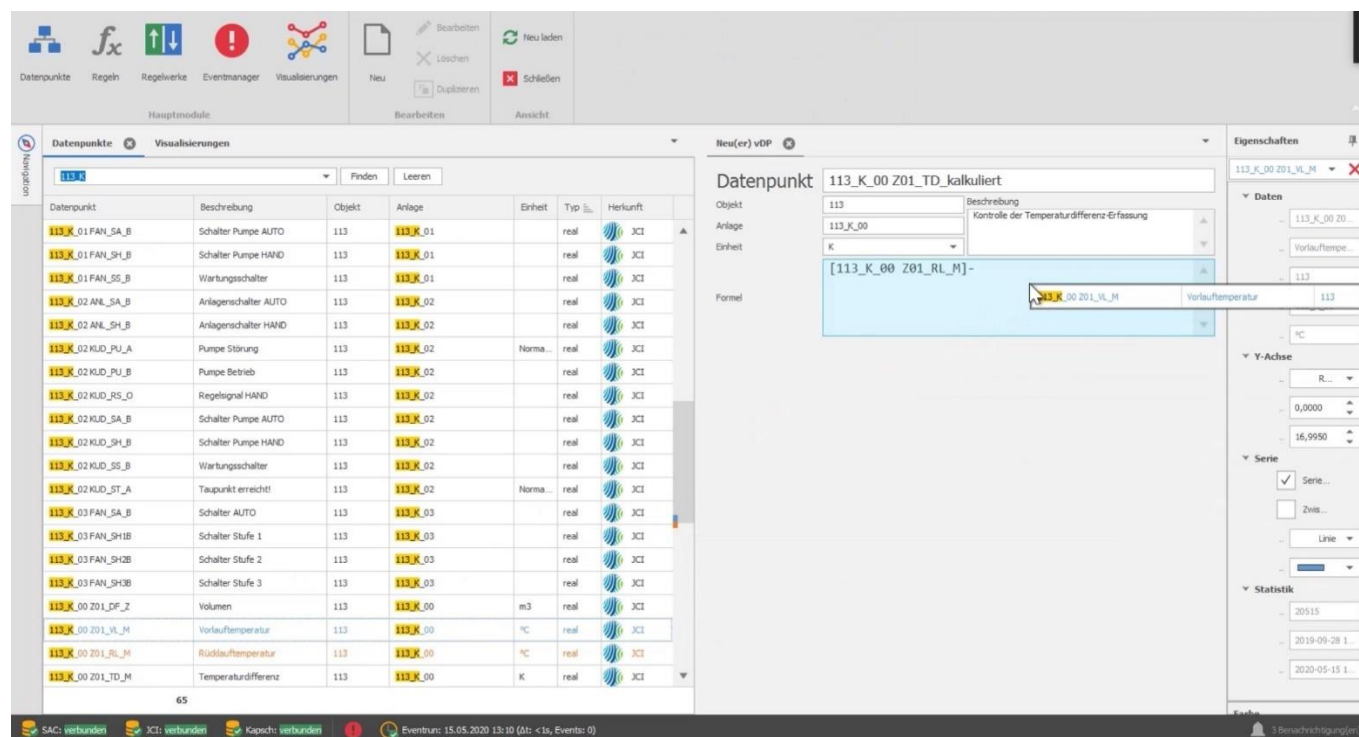 Bearbeiten
Löschen
Duplizieren
Neu laden
Schließen
Datenpunkte Regeln Regelwerke Eventmanager Visualisierungen Neu
Hauptmodule Bearbeiten Ansicht
Navigation
Datenpunkte Visualisierungen
113_K Finden Leeren
Datenpunkt Beschreibung Objekt Anlage Einheit Typ Herkunft
113_K_01 FAN_SA_B Schalter Pumpe AUTO 113 113_K_01 real JCI
113_K_01 FAN_SH_B Schalter Pumpe HAND 113 113_K_01 real JCI
113_K_01 FAN_SS_B Wartungsschalter 113 113_K_01 real JCI
113_K_02 ANL_SA_B Anlagenschalter AUTO 113 113_K_02 real JCI
113_K_02 ANL_SH_B Anlagenschalter HAND 113 113_K_02 real JCI
113_K_02 KUD_PU_A Pumpe Störung 113 113_K_02 Norma... real JCI
113_K_02 KUD_PU_B Pumpe Betrieb 113 113_K_02 real JCI
113_K_02 KUD_RS_O Regelsignal HAND 113 113_K_02 real JCI
113_K_02 KUD_SA_B Schalter Pumpe AUTO 113 113_K_02 real JCI
113_K_02 KUD_SH_B Schalter Pumpe HAND 113 113_K_02 real JCI
113_K_02 KUD_SS_B Wartungsschalter 113 113_K_02 real JCI
113_K_02 KUD_ST_A Taupunkt erreicht! 113 113_K_02 Norma... real JCI
113_K_03 FAN_SA_B Schalter AUTO 113 113_K_03 real JCI
113_K_03 FAN_SH1B Schalter Stufe 1 113 113_K_03 real JCI
113_K_03 FAN_SH2B Schalter Stufe 2 113 113_K_03 real JCI
113_K_03 FAN_SH3B Schalter Stufe 3 113 113_K_03 real JCI
113_K_00 Z01_DF_Z Volumen 113 113_K_00 m3 real JCI
113_K_00 Z01_VL_M Vorlauftemperatur 113 113_K_00 °C real JCI
113_K_00 Z01_RL_M Rücklauftemperatur 113 113_K_00 °C real JCI
113_K_00 Z01_TD_M Temperaturdifferenz 113 113_K_00 K real JCI
65
Neu(er) vDP
Datenpunkt 113_K_00 Z01_TD_kalkuliert
Objekt 113 Beschreibung
Anlage 113_K_00 Kontrolle der Temperaturdifferenz-Erfassung
Einheit K
Formel [113_K_00 Z01_RL_M]-
113_K_00 Z01_VL_M Vorlauftemperatur 113
Eigenschaften
113_K_00 Z01_VL_M
Daten
113_K_00 Z0...
Vorlauftempe...
113
°C
Y-Achse
R...
0,0000
16,9950
Serie
Serie...
Zwis...
Linie
Statistik
20515
2019-09-28 1...
2020-05-15 1...
Farbe
SAC: verbunden JCI: verbunden Kapsch: verbunden Eventrun: 15.05.2020 13:10 (Δt: <1s, Events: 0) 3 Benachrichtigung(en